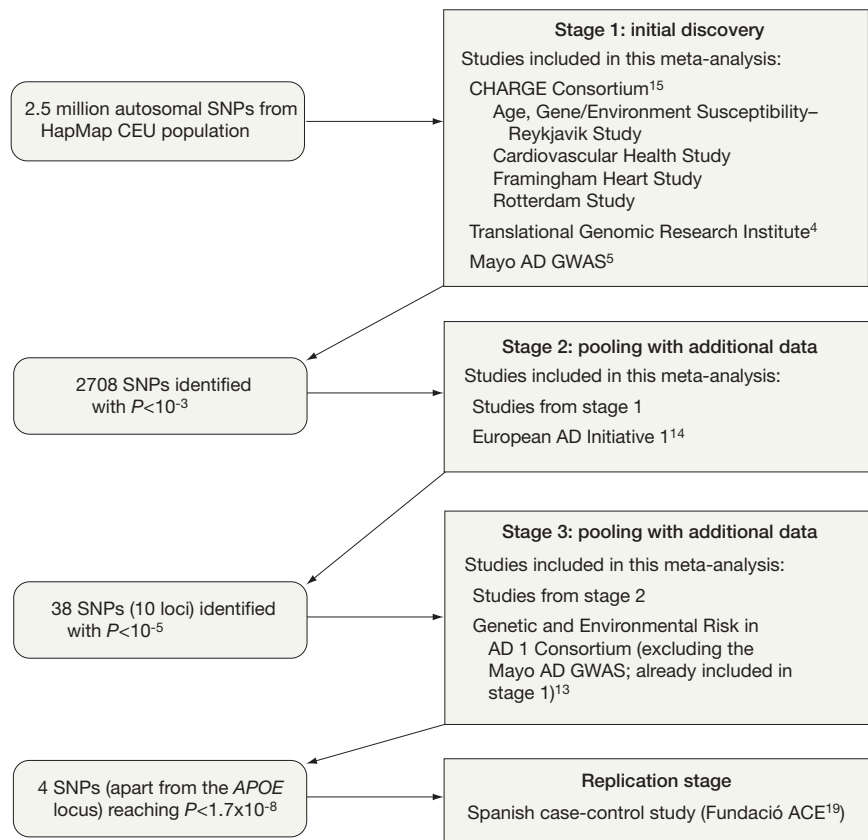 2.5 million autosomal SNPs from
HapMap CEU population
Stage 1: initial discovery
Studies included in this meta-analysis:
CHARGE Consortium15
Age, Gene/Environment Susceptibility–
Reykjavik Study
Cardiovascular Health Study
Framingham Heart Study
Rotterdam Study
Translational Genomic Research Institute4
Mayo AD GWAS5
2708 SNPs identified
with P<10-3
Stage 2: pooling with additional data
Studies included in this meta-analysis:
Studies from stage 1
European AD Initiative 114
38 SNPs (10 loci) identified
with P<10-5
Stage 3: pooling with additional data
Studies included in this meta-analysis:
Studies from stage 2
Genetic and Environmental Risk in
AD 1 Consortium (excluding the
Mayo AD GWAS; already included in
stage 1)13
4 SNPs (apart from the APOE
locus) reaching P<1.7x10-8
Replication stage
Spanish case-control study (Fundació ACE19)